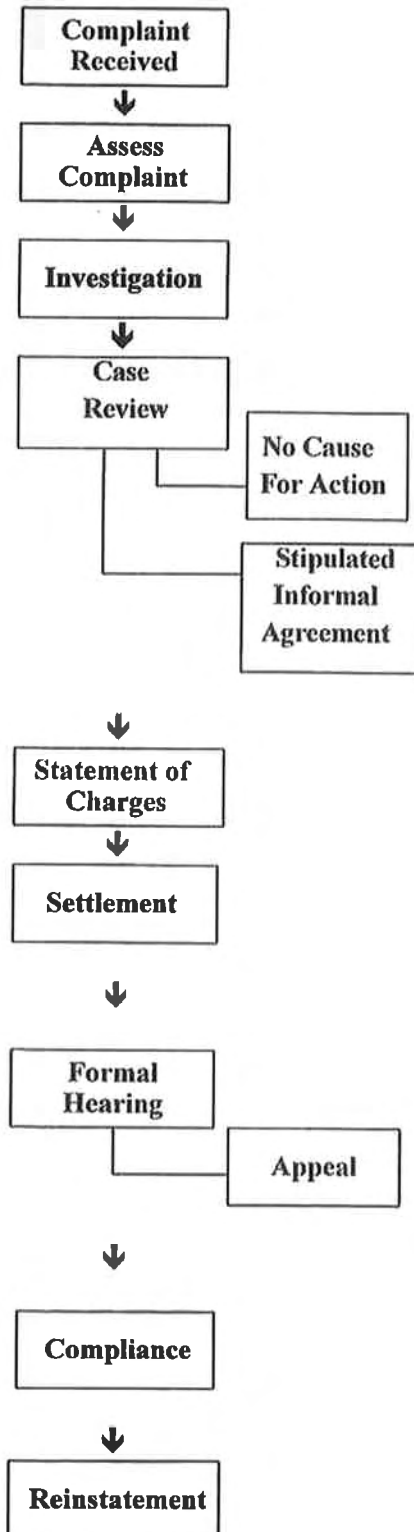 Complaint
Received
Assess
Complaint
Investigation
Case
Review
No Cause
For Action
Stipulated
Informal
Agreement
Statement of
Charges
Settlement
Formal
Hearing
Appeal
Compliance
Reinstatement